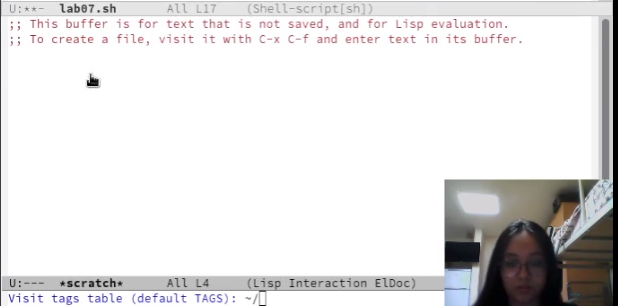 U:**-  lab07.sh       All L17    (Shell-script[sh])
;; This buffer is for text that is not saved, and for Lisp evaluation.
;; To create a file, visit it with C-x C-f and enter text in its buffer.
U:---  *scratch*      All L4     (Lisp Interaction ElDoc)
Visit tags table (default TAGS): ~/